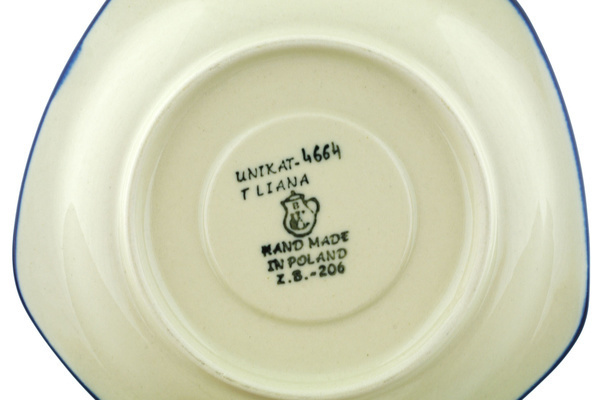 UNIKAT-4664
T LIANA
HAND MADE
IN POLAND
Z.B.-206